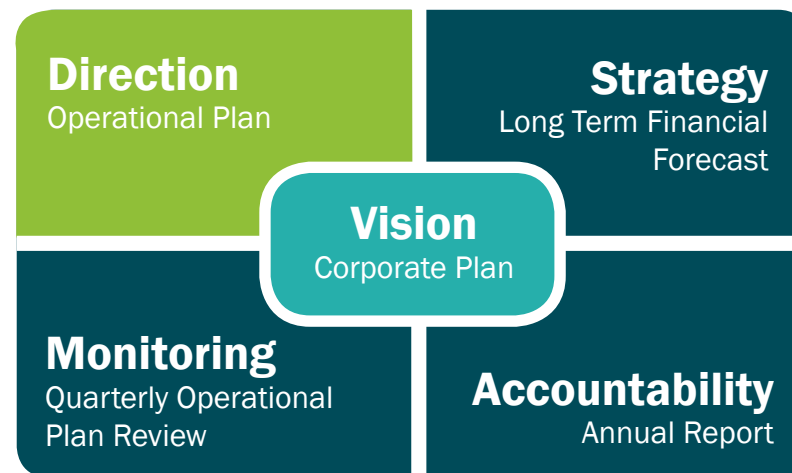 Direction
Operational Plan
Strategy
Long Term Financial
Forecast
Vision
Corporate Plan
Monitoring
Quarterly Operational
Plan Review
Accountability
Annual Report